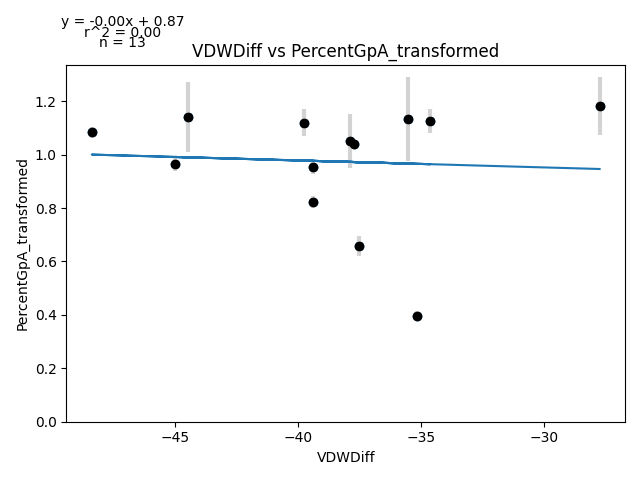 y = -0.00x + 0.87
r^2 = 0.00
n = 13
VDWDiff vs PercentGpA_transformed
PercentGpA_transformed
1.2
1.0
0.8
0.6
0.4
0.2
0.0
−45
−40
−35
−30
VDWDiff